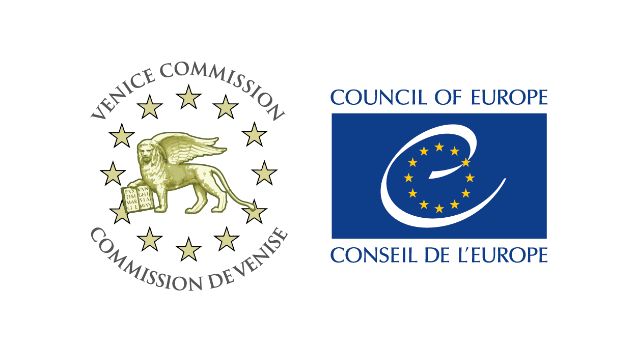 VENICE COMMISSION
COMMISSION DE VENISE
COUNCIL OF EUROPE
CONSEIL DE L'EUROPE